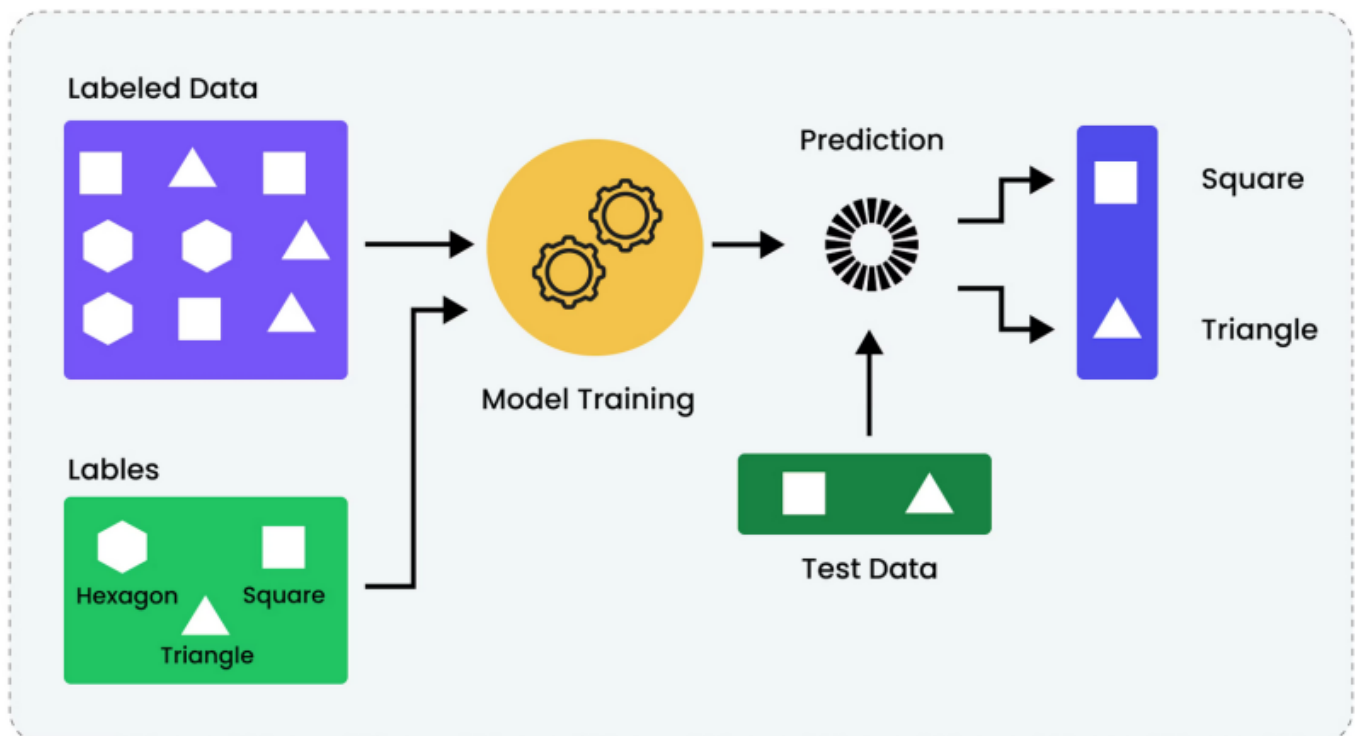 Labeled Data
Prediction
Square
Triangle
Model Training
Lables
Hexagon
Square
Triangle
Test Data